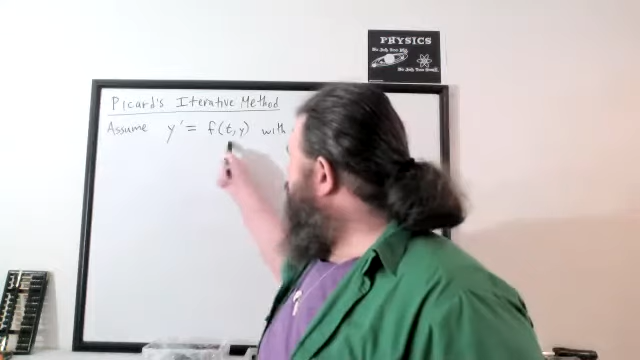 PHYSICS
Picard's Iterative Method
Assume y' = f(t,y) with